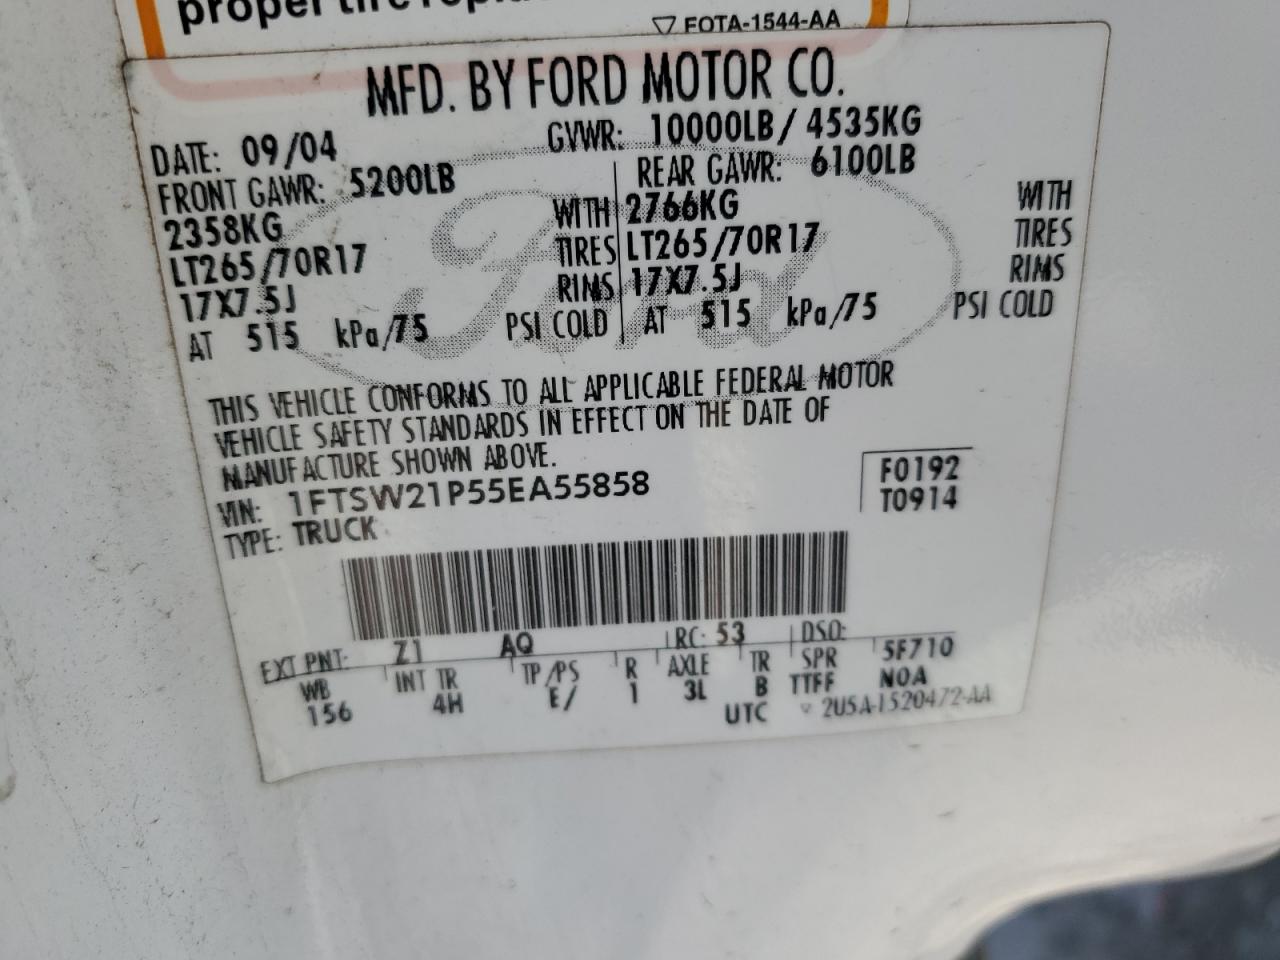 proper tire
▽ F0TA-1544-AA
MFD. BY FORD MOTOR CO.
DATE: 09/04 GVWR: 10000LB/ 4535KG
FRONT GAWR: 5200LB REAR GAWR: 6100LB
2358KG WITH 2766KG WITH
LT265/70R17 TIRES LT265/70R17 TIRES
17X7.5J RIMS 17X7.5J RIMS
AT 515 kPa/75 PSI COLD AT 515 kPa/75 PSI COLD
THIS VEHICLE CONFORMS TO ALL APPLICABLE FEDERAL MOTOR
VEHICLE SAFETY STANDARDS IN EFFECT ON THE DATE OF
MANUFACTURE SHOWN ABOVE.
VIN: 1FTSW21P55EA55858 F0192
TYPE: TRUCK T0914
EXT PNT: Z1 AQ RC: 53 DSO:
WB INT TR TP/PS R AXLE TR SPR 5F710
156 4H E/ 1 3L B TTFF NOA
UTC ▽ 2U5A-1520472-AA
Ford